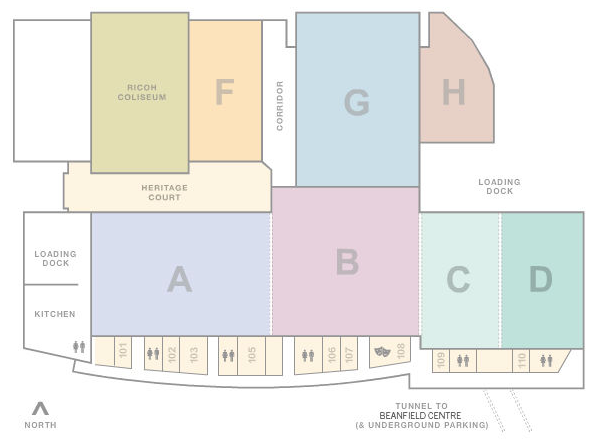 RICOH
COLISEUM
F
CORRIDOR
G
H
HERITAGE
COURT
LOADING
DOCK
LOADING
DOCK
KITCHEN
A
B
C
D
101
102
103
105
106
107
108
109
110
NORTH
TUNNEL TO
BEANFIELD CENTRE
(& UNDERGROUND PARKING)